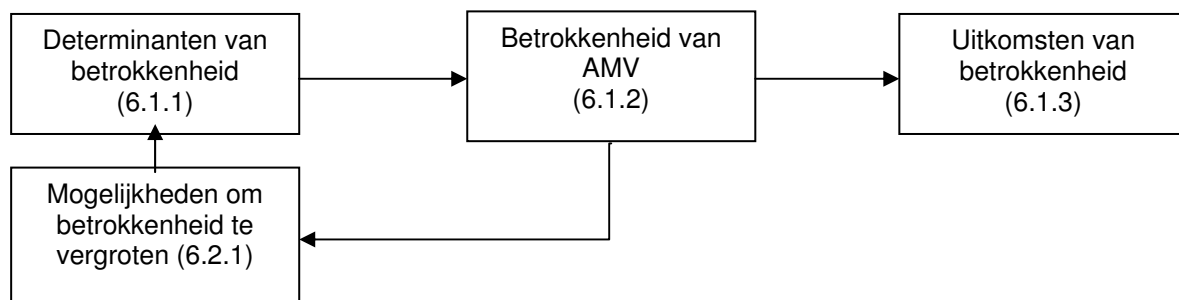 Determinanten van
betrokkenheid
(6.1.1)
Betrokkenheid van
AMV
(6.1.2)
Uitkomsten van
betrokkenheid
(6.1.3)
Mogelijkheden om
betrokkenheid te
vergroten (6.2.1)